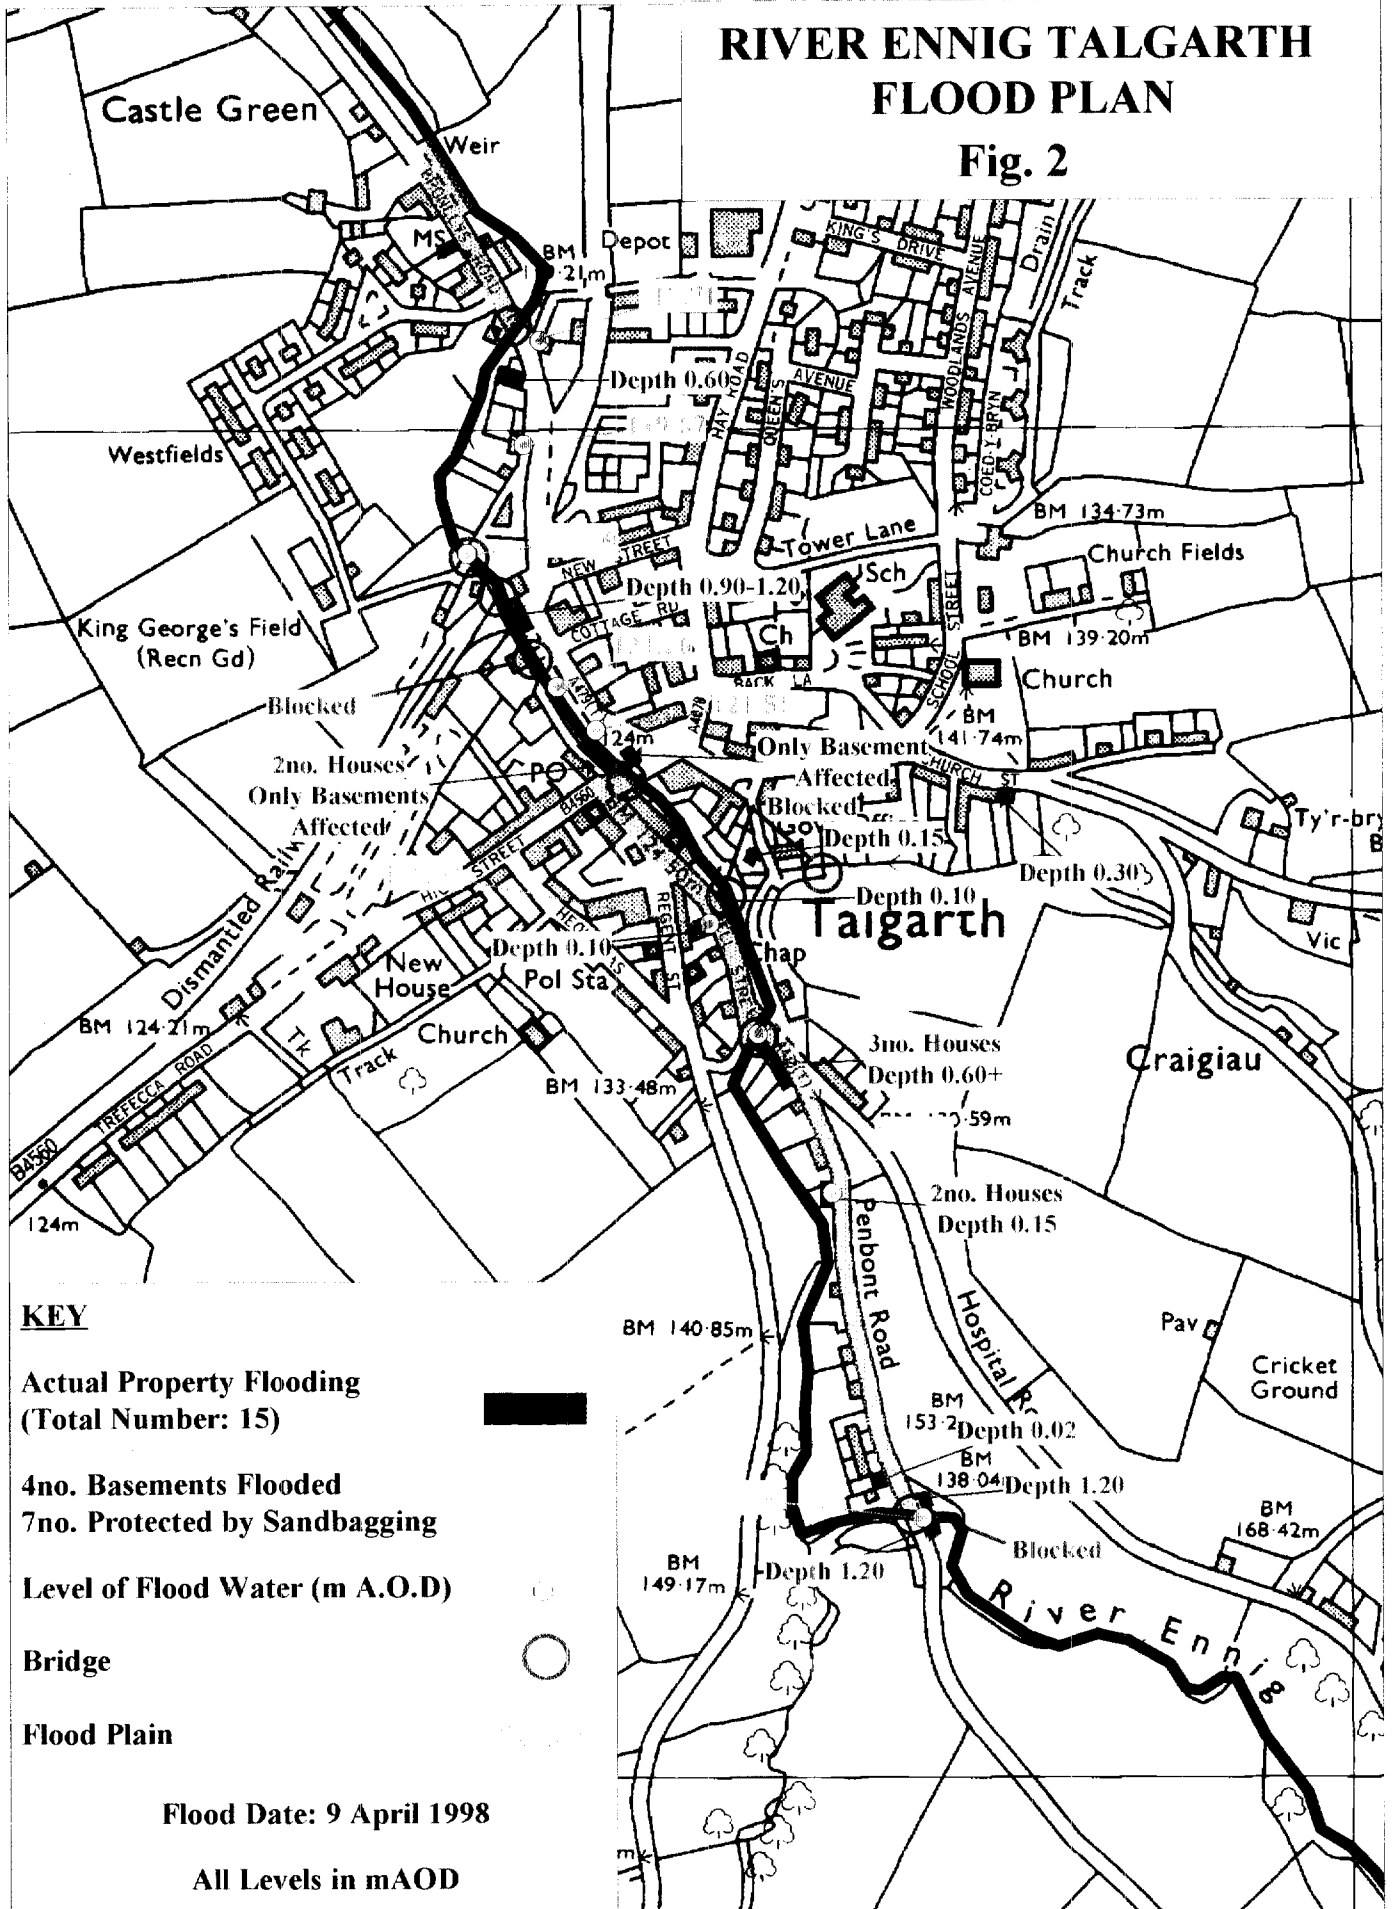 RIVER ENNIG TALGARTH
FLOOD PLAN
Fig. 2
Castle Green
Weir
MS
BM
Depot
KING'S DRIVE
WOODLANDS AVENUE
Drain
Track
Depth 0.60
HAY ROAD
QUEEN'S
AVENUE
COED-Y-BRYN
Westfields
BM 134·73m
Tower Lane
Church Fields
NEW STREET
Sch
Depth 0.90-1.20
COTTAGE
King George's Field
(Recn Gd)
Ch
BM 139·20m
SCHOOL STREET
Church
BACK LA
Blocked
A479(T)
A4078
BM
141·74m
124m
Only Basement
Affected
Blocked
CHURCH ST
2no. Houses
Only Basements
Affected
PO
B4560
HIGH STREET
Depth 0.15
Ty'r-bry
Depth 0.30
Depth 0.10
Talgarth
Dismantled Railw
REGENT ST
Depth 0.10
Chap
Vic
New
House
Pol Sta
BM 124·21m
Tk
Track
Church
3no. Houses
Depth 0.60+
Craigiau
BM 133·48m
TREFECCA ROAD
B4560
124m
2no. Houses
Depth 0.15
Penbont Road
Hospital
BM 140·85m
Pav
Cricket
Ground
KEY
Actual Property Flooding
(Total Number: 15)
4no. Basements Flooded
7no. Protected by Sandbagging
Level of Flood Water (m A.O.D)
Bridge
Flood Plain
Flood Date: 9 April 1998
All Levels in mAOD
BM
Depth 0.02
BM
138·04
Depth 1.20
BM
168·42m
Blocked
BM
149·17m
Depth 1.20
River Ennig